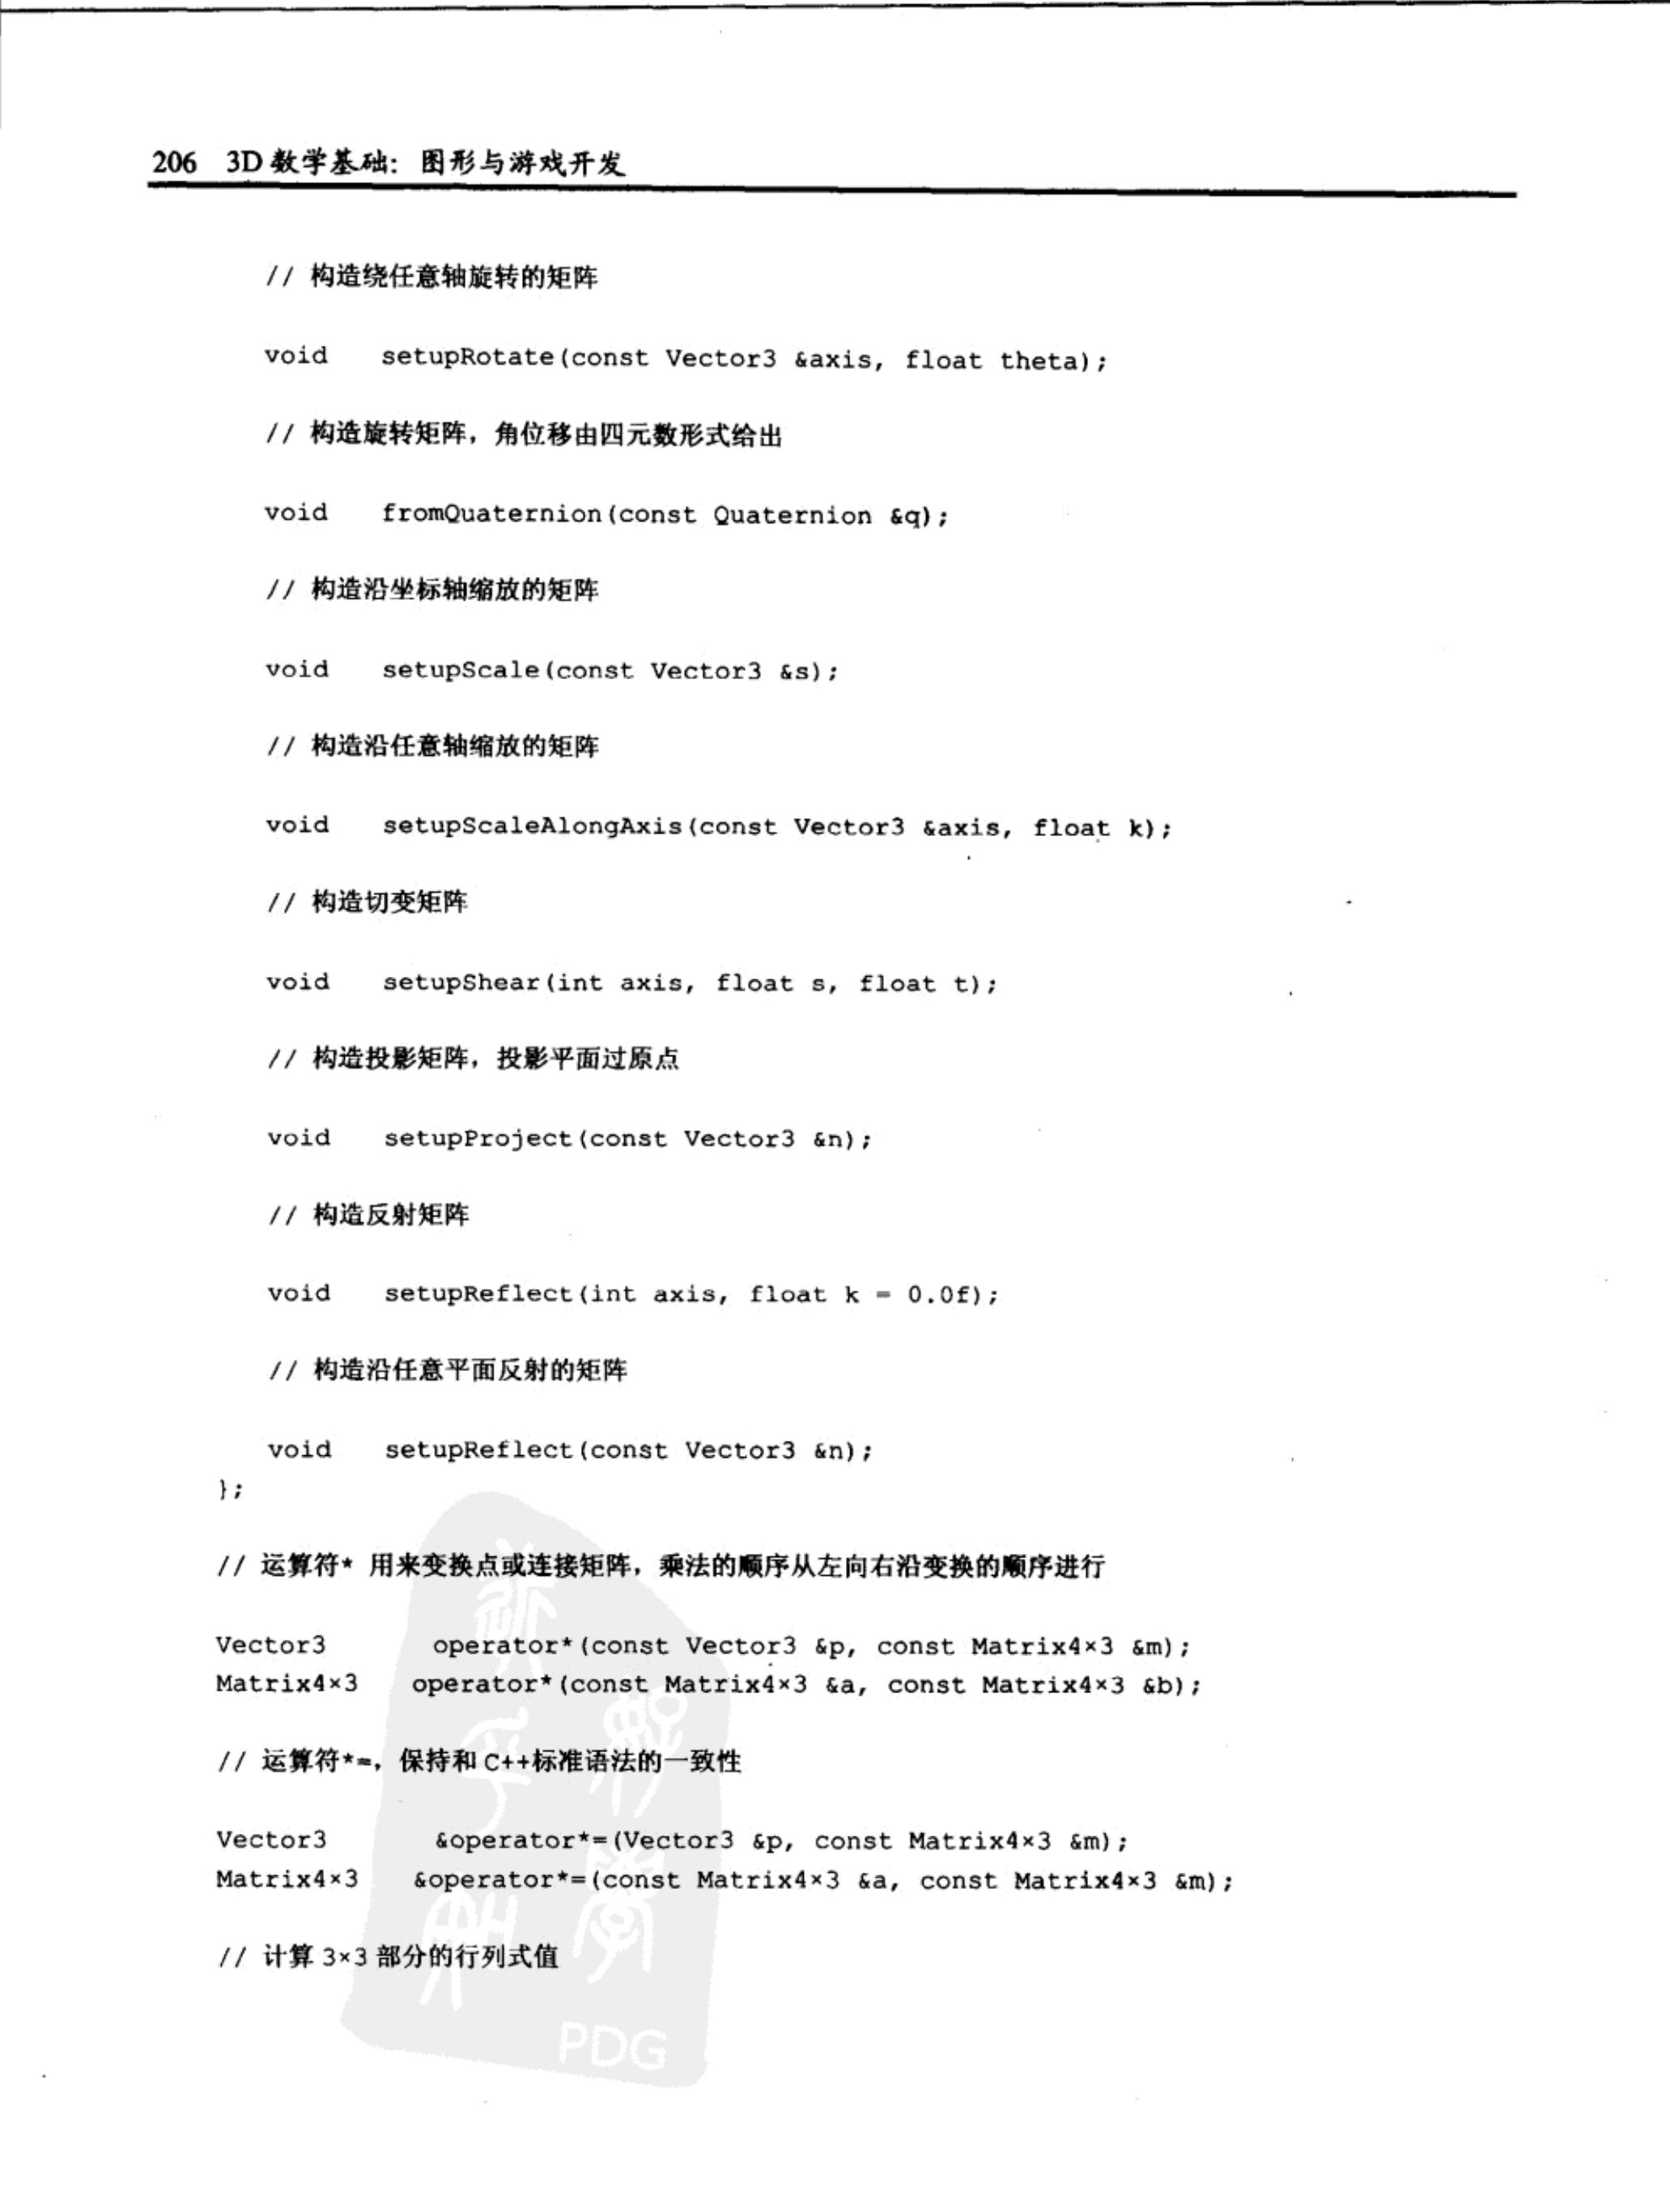 206 3D数学基础：图形与游戏开发
// 构造绕任意轴旋转的矩阵
void setupRotate(const Vector3 &axis, float theta);
// 构造旋转矩阵，角位移由四元数形式给出
void fromQuaternion(const Quaternion &q);
// 构造沿坐标轴缩放的矩阵
void setupScale(const Vector3 &s);
// 构造沿任意轴缩放的矩阵
void setupScaleAlongAxis(const Vector3 &axis, float k);
// 构造切变矩阵
void setupShear(int axis, float s, float t);
// 构造投影矩阵，投影平面过原点
void setupProject(const Vector3 &n);
// 构造反射矩阵
void setupReflect(int axis, float k = 0.0f);
// 构造沿任意平面反射的矩阵
void setupReflect(const Vector3 &n);
};
// 运算符* 用来变换点或连接矩阵，乘法的顺序从左向右沿变换的顺序进行
Vector3 operator*(const Vector3 &p, const Matrix4×3 &m);
Matrix4×3 operator*(const Matrix4×3 &a, const Matrix4×3 &b);
// 运算符*=，保持和C++标准语法的一致性
Vector3 &operator*=(Vector3 &p, const Matrix4×3 &m);
Matrix4×3 &operator*=(const Matrix4×3 &a, const Matrix4×3 &m);
// 计算3×3部分的行列式值
PDG